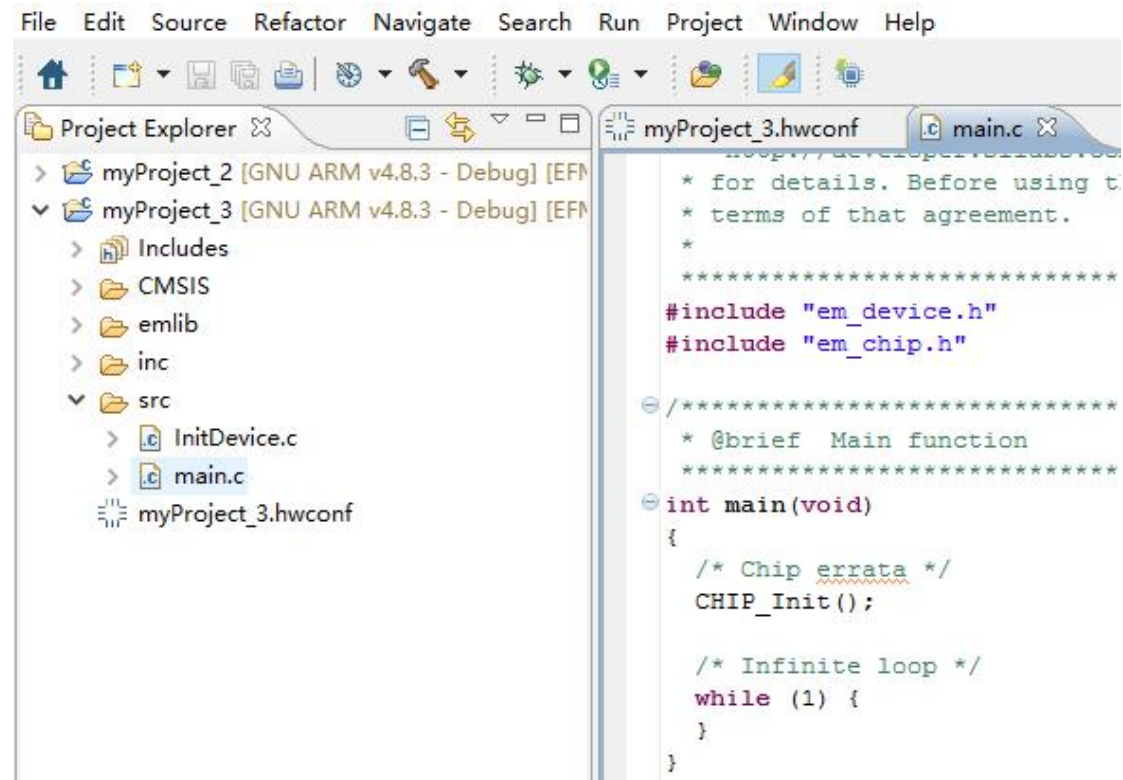 File Edit Source Refactor Navigate Search Run Project Window Help
Project Explorer
myProject_2 [GNU ARM v4.8.3 - Debug] [EFM
myProject_3 [GNU ARM v4.8.3 - Debug] [EFM
Includes
CMSIS
emlib
inc
src
InitDevice.c
main.c
myProject_3.hwconf
myProject_3.hwconf main.c
* for details. Before using th
* terms of that agreement.
*
******************************
#include "em_device.h"
#include "em_chip.h"
/******************************
* @brief Main function
******************************
int main(void)
{
/* Chip errata */
CHIP_Init();
/* Infinite loop */
while (1) {
}
}